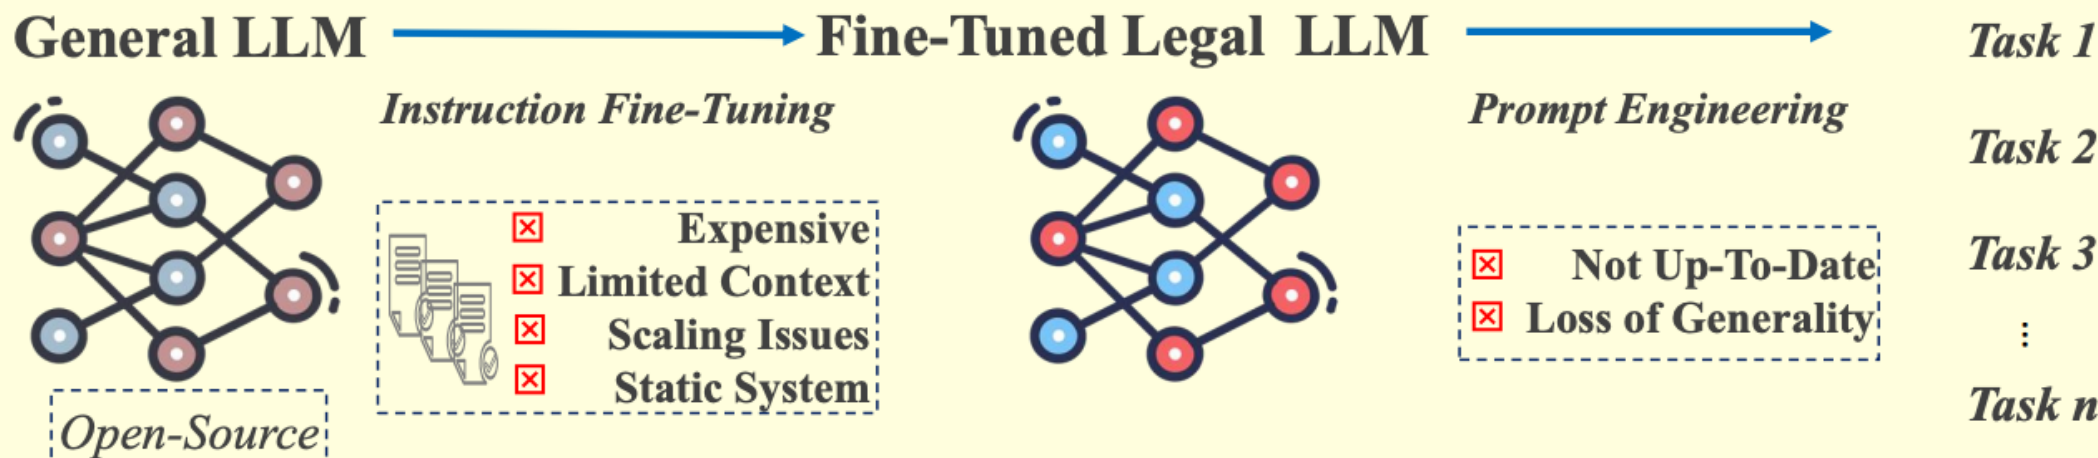 General LLM
Fine-Tuned Legal LLM
Task 1
Instruction Fine-Tuning
Prompt Engineering
Task 2
Expensive
Limited Context
Scaling Issues
Static System
Not Up-To-Date
Loss of Generality
Task 3
⋮
Task n
Open-Source